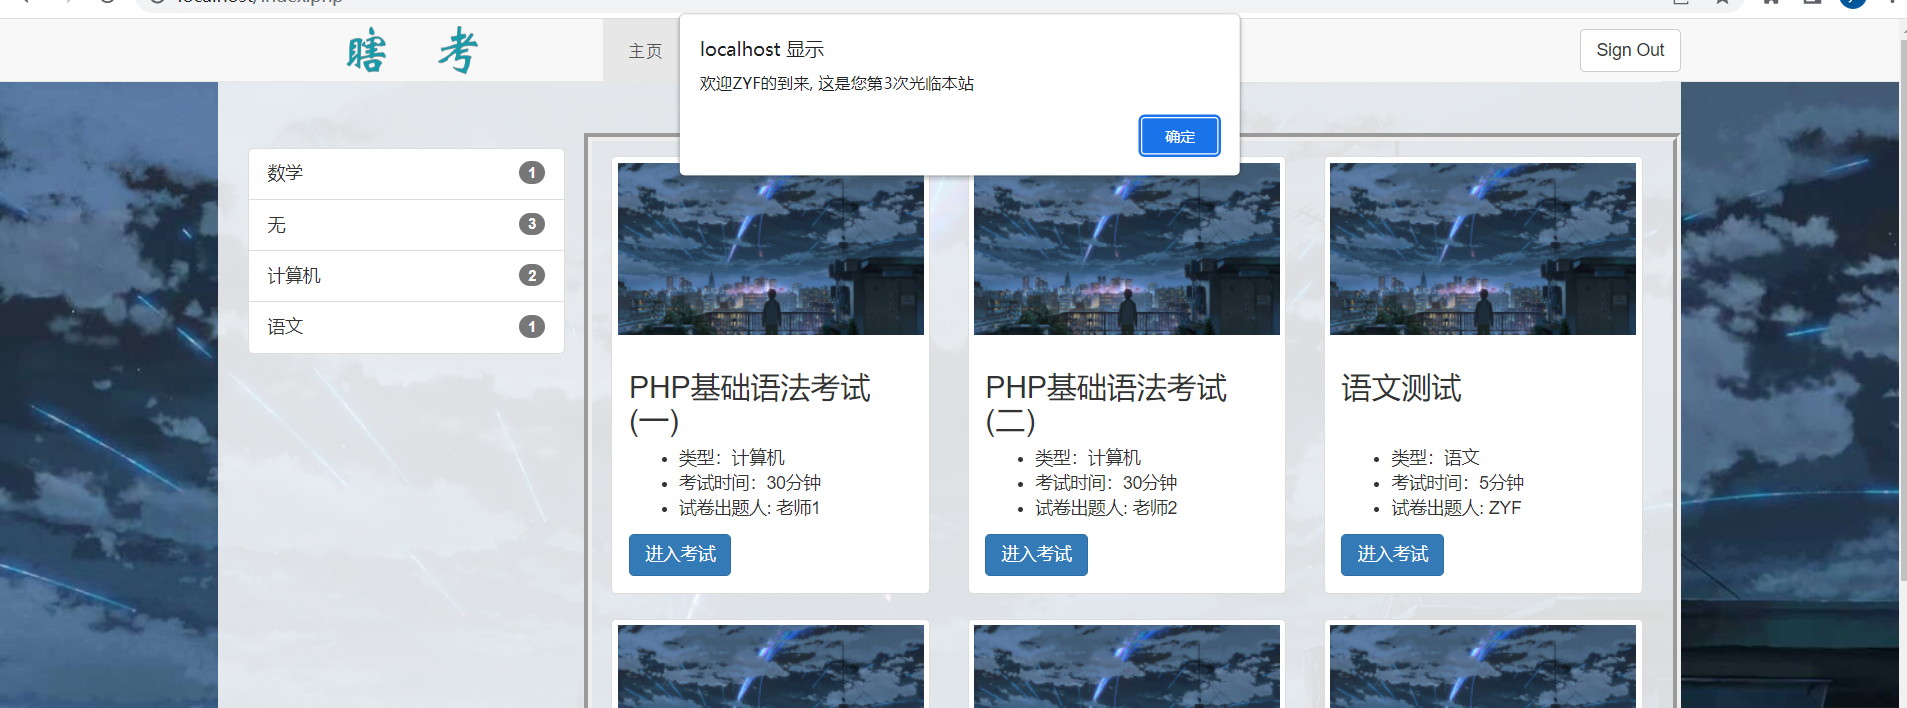 localhost/index.php
瞎 考
主页
Sign Out
localhost 显示
欢迎ZYF的到来, 这是您第3次光临本站
确定
数学 1
无 3
计算机 2
语文 1
PHP基础语法考试
(一)
类型：计算机
考试时间：30分钟
试卷出题人: 老师1
进入考试
PHP基础语法考试
(二)
类型：计算机
考试时间：30分钟
试卷出题人: 老师2
进入考试
语文测试
类型：语文
考试时间：5分钟
试卷出题人: ZYF
进入考试